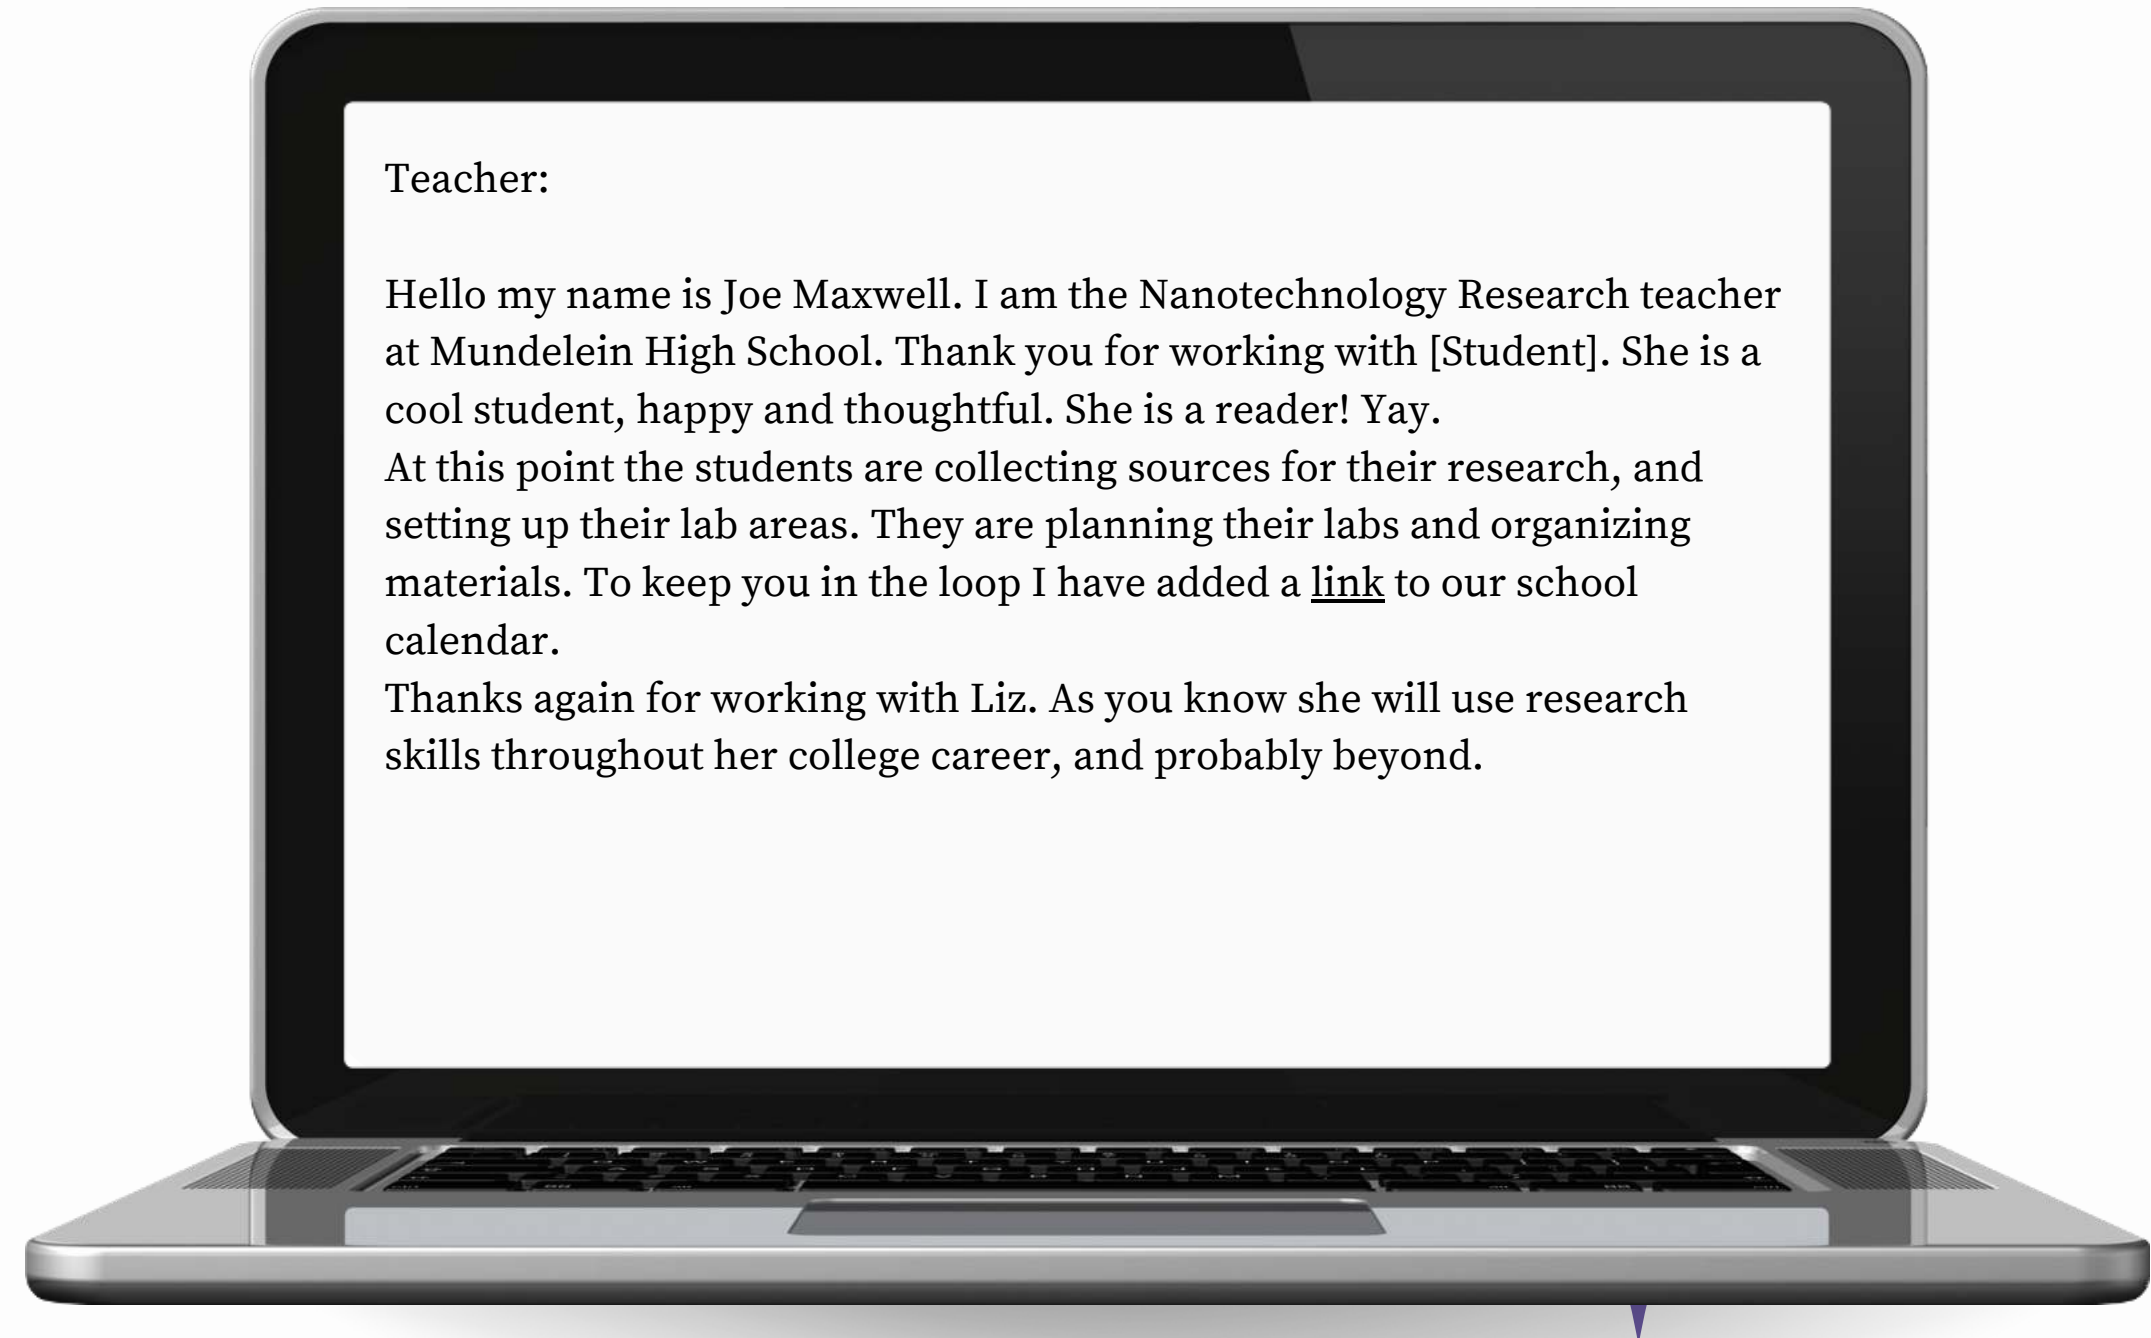 Teacher:
Hello my name is Joe Maxwell. I am the Nanotechnology Research teacher
at Mundelein High School. Thank you for working with [Student]. She is a
cool student, happy and thoughtful. She is a reader! Yay.
At this point the students are collecting sources for their research, and
setting up their lab areas. They are planning their labs and organizing
materials. To keep you in the loop I have added a link to our school
calendar.
Thanks again for working with Liz. As you know she will use research
skills throughout her college career, and probably beyond.